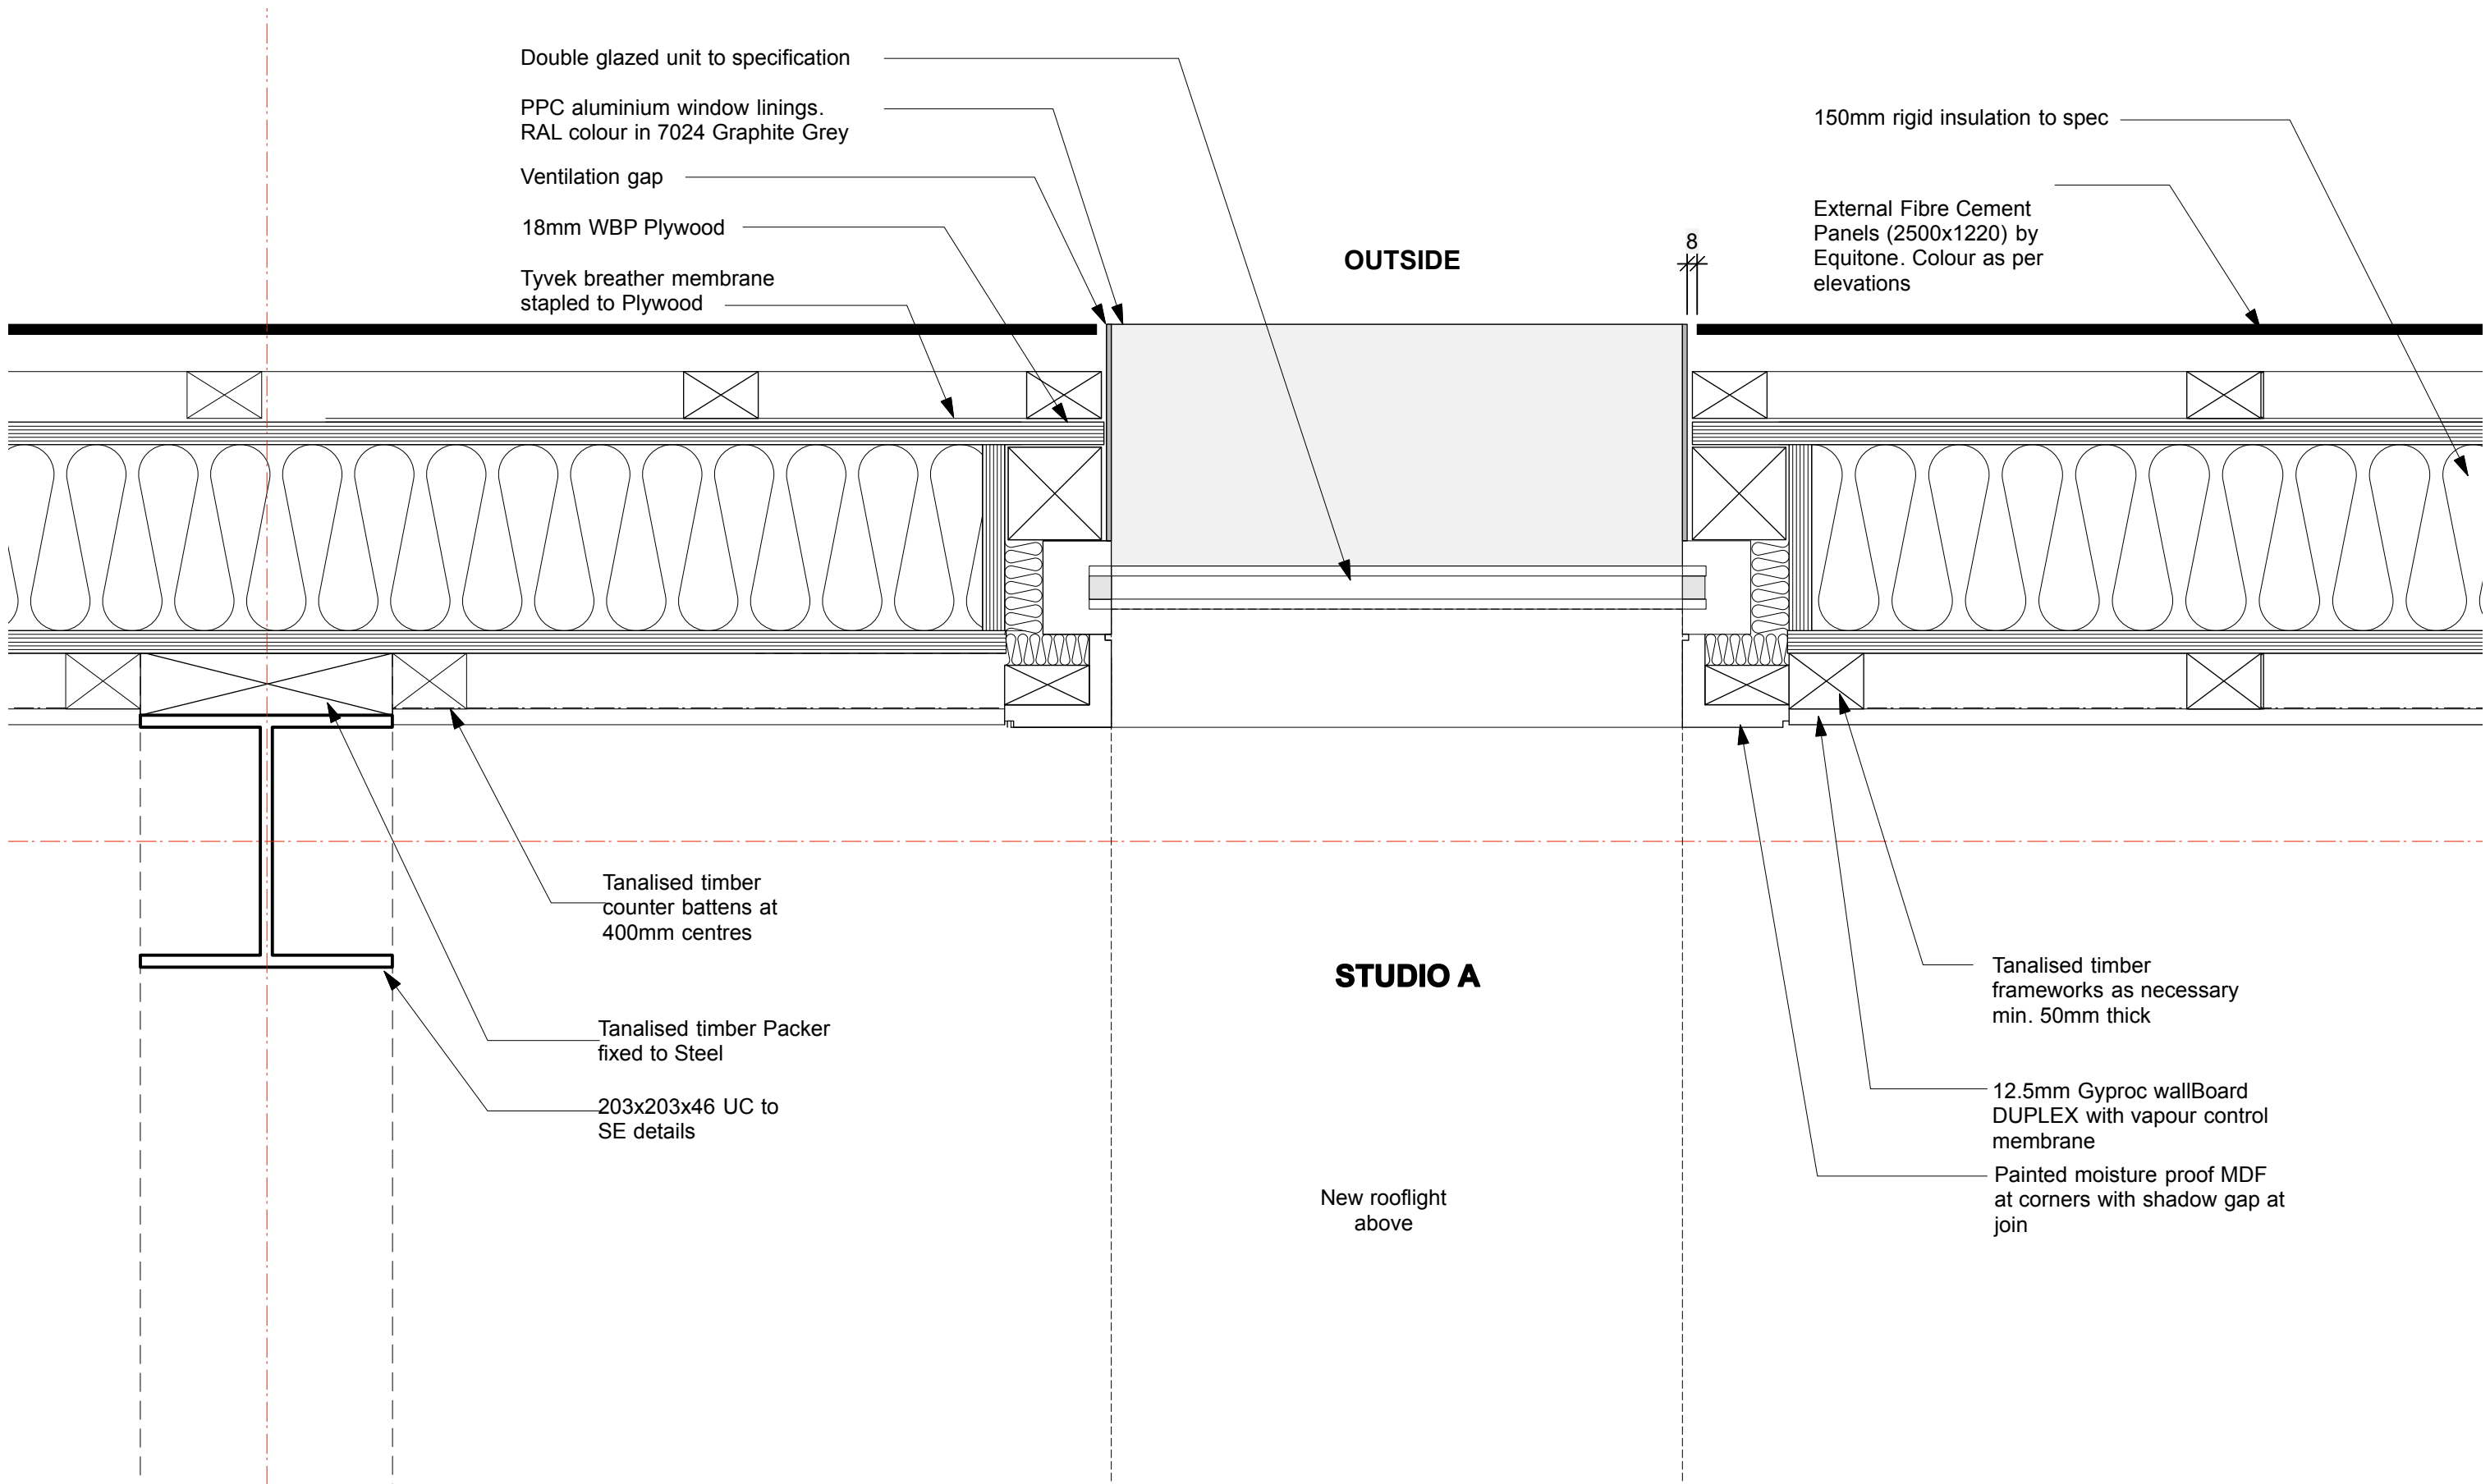 Double glazed unit to specification
PPC aluminium window linings.
RAL colour in 7024 Graphite Grey
Ventilation gap
18mm WBP Plywood
Tyvek breather membrane
stapled to Plywood
OUTSIDE
8
150mm rigid insulation to spec
External Fibre Cement
Panels (2500x1220) by
Equitone. Colour as per
elevations
Tanalised timber
counter battens at
400mm centres
Tanalised timber Packer
fixed to Steel
203x203x46 UC to
SE details
STUDIO A
New rooflight
above
Tanalised timber
frameworks as necessary
min. 50mm thick
12.5mm Gyproc wallBoard
DUPLEX with vapour control
membrane
Painted moisture proof MDF
at corners with shadow gap at
join